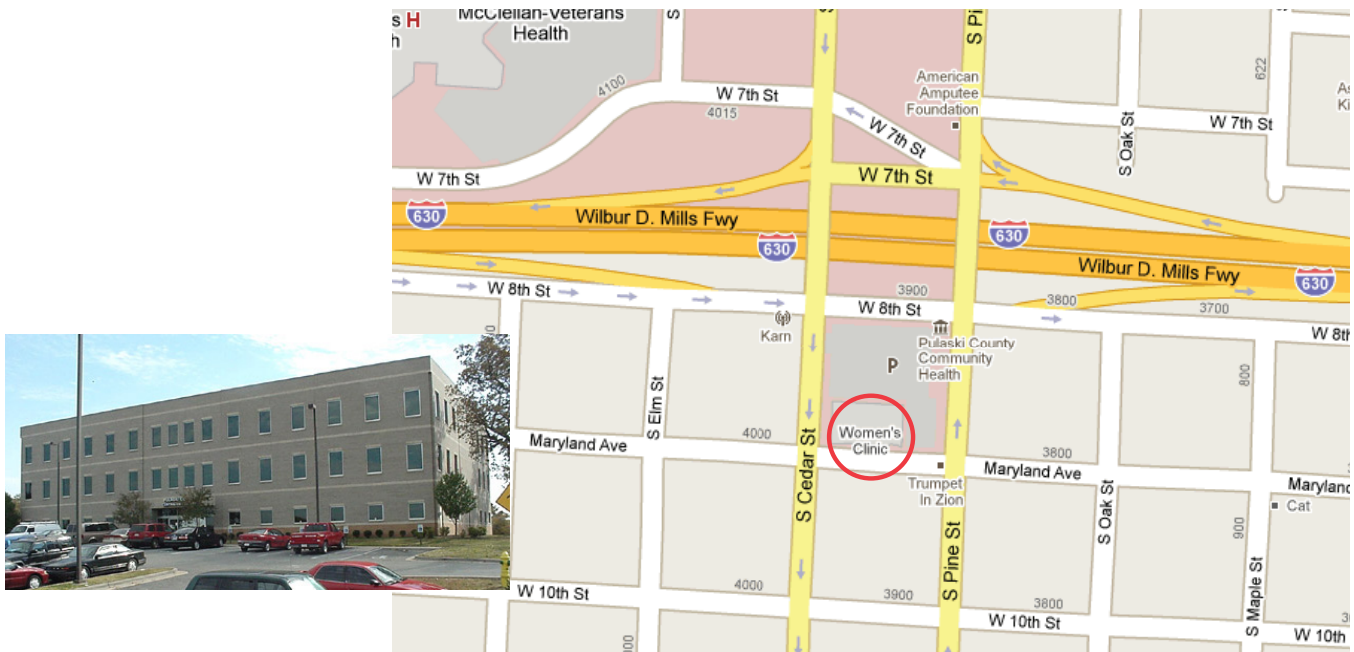 s H
McClellan-Veterans
Health
S
S
S Pi
S
4100
W 7th St
4015
American
Amputee
Foundation
W 7th St
622
W 7th St
S Oak St
As
Ki
W 7th St
W 7th St
630
Wilbur D. Mills Fwy
630
630
Wilbur D. Mills Fwy
630
W 8th St
3900
W 8th St
3800
3700
W 8th
Karn
P
Pulaski County
Community
Health
S Elm St
800
Maryland Ave
4000
S Cedar St
Women's
Clinic
3800
Maryland Ave
Maryland
Trumpet
In Zion
S Pine St
S Oak St
Cat
900
S Maple St
W 10th St
4000
3900
3800
W 10th St
W 10th